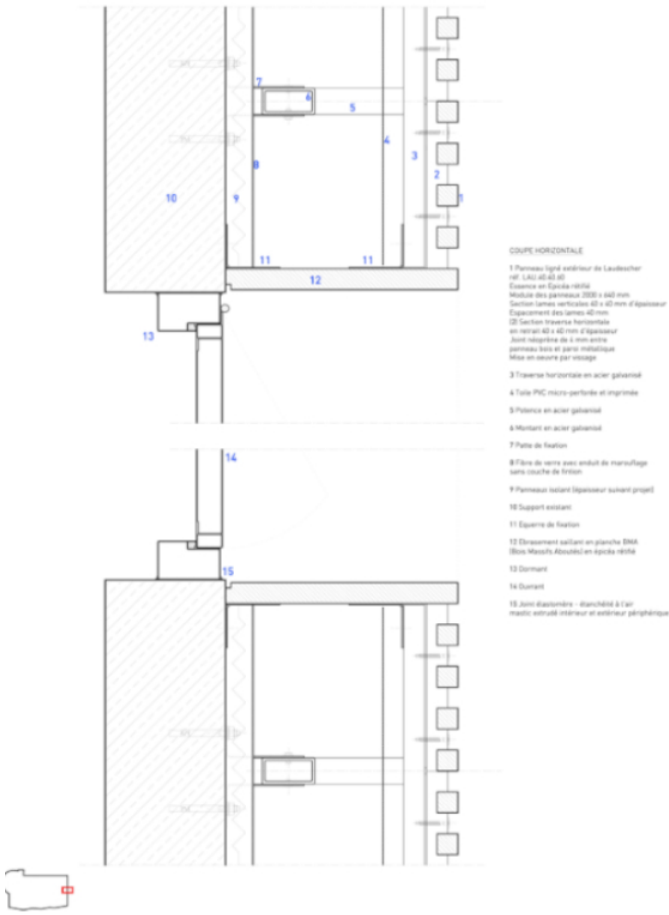 7
6
5
4
3
8
2
10
9
1
11
11
12
13
14
15
COUPE HORIZONTALE
1 Panneau ligné extérieur de Laudescher
réf. LAU.40.40.40
Essence en Epicéa rétifié
Module des panneaux 2000 x 640 mm
Section lames verticales 40 x 40 mm d'épaisseur
Espacement des lames 40 mm
(2) Section traverse horizontale
en retrait 40 x 40 mm d'épaisseur
Joint néoprène de 4 mm entre
panneau bois et paroi métallique
Mise en oeuvre par vissage
3 Traverse horizontale en acier galvanisé
4 Toile PVC micro-perforée et imprimée
5 Potence en acier galvanisé
6 Montant en acier galvanisé
7 Patte de fixation
8 Fibre de verre avec enduit de marouflage
sans couche de finition
9 Panneaux isolant (épaisseur suivant projet)
10 Support existant
11 Equerre de fixation
12 Ebrasement saillant en planche BMA
(Bois Massifs Aboutés) en épicéa rétifié
13 Dormant
14 Ouvrant
15 Joint élastomère - étanchéité à l'air
mastic extrudé intérieur et extérieur périphérique